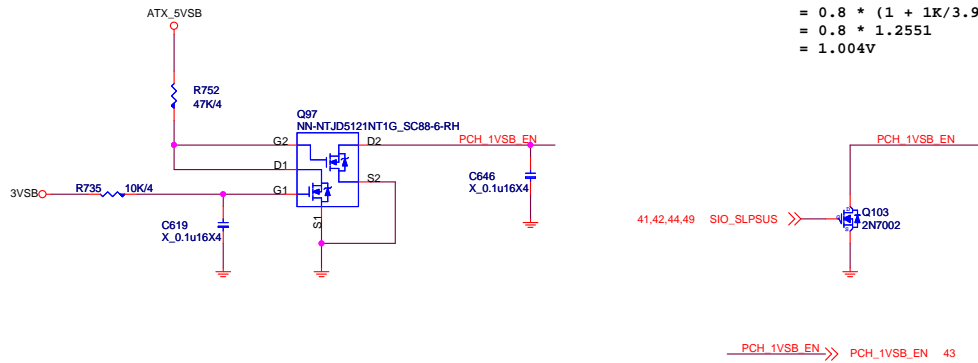 = 0.8 * (1 + 1K/3.9
= 0.8 * 1.2551
= 1.004V
ATX_5VSB
R752
47K/4
Q97
NN-NTJD5121NT1G_SC88-6-RH
G2
D2
PCH_1VSB_EN
PCH_1VSB_EN
D1
S2
C646
X_0.1u16X4
3VSB
R735
10K/4
G1
S1
C619
X_0.1u16X4
41,42,44,49
SIO_SLPSUS
Q103
2N7002
PCH_1VSB_EN
PCH_1VSB_EN
43